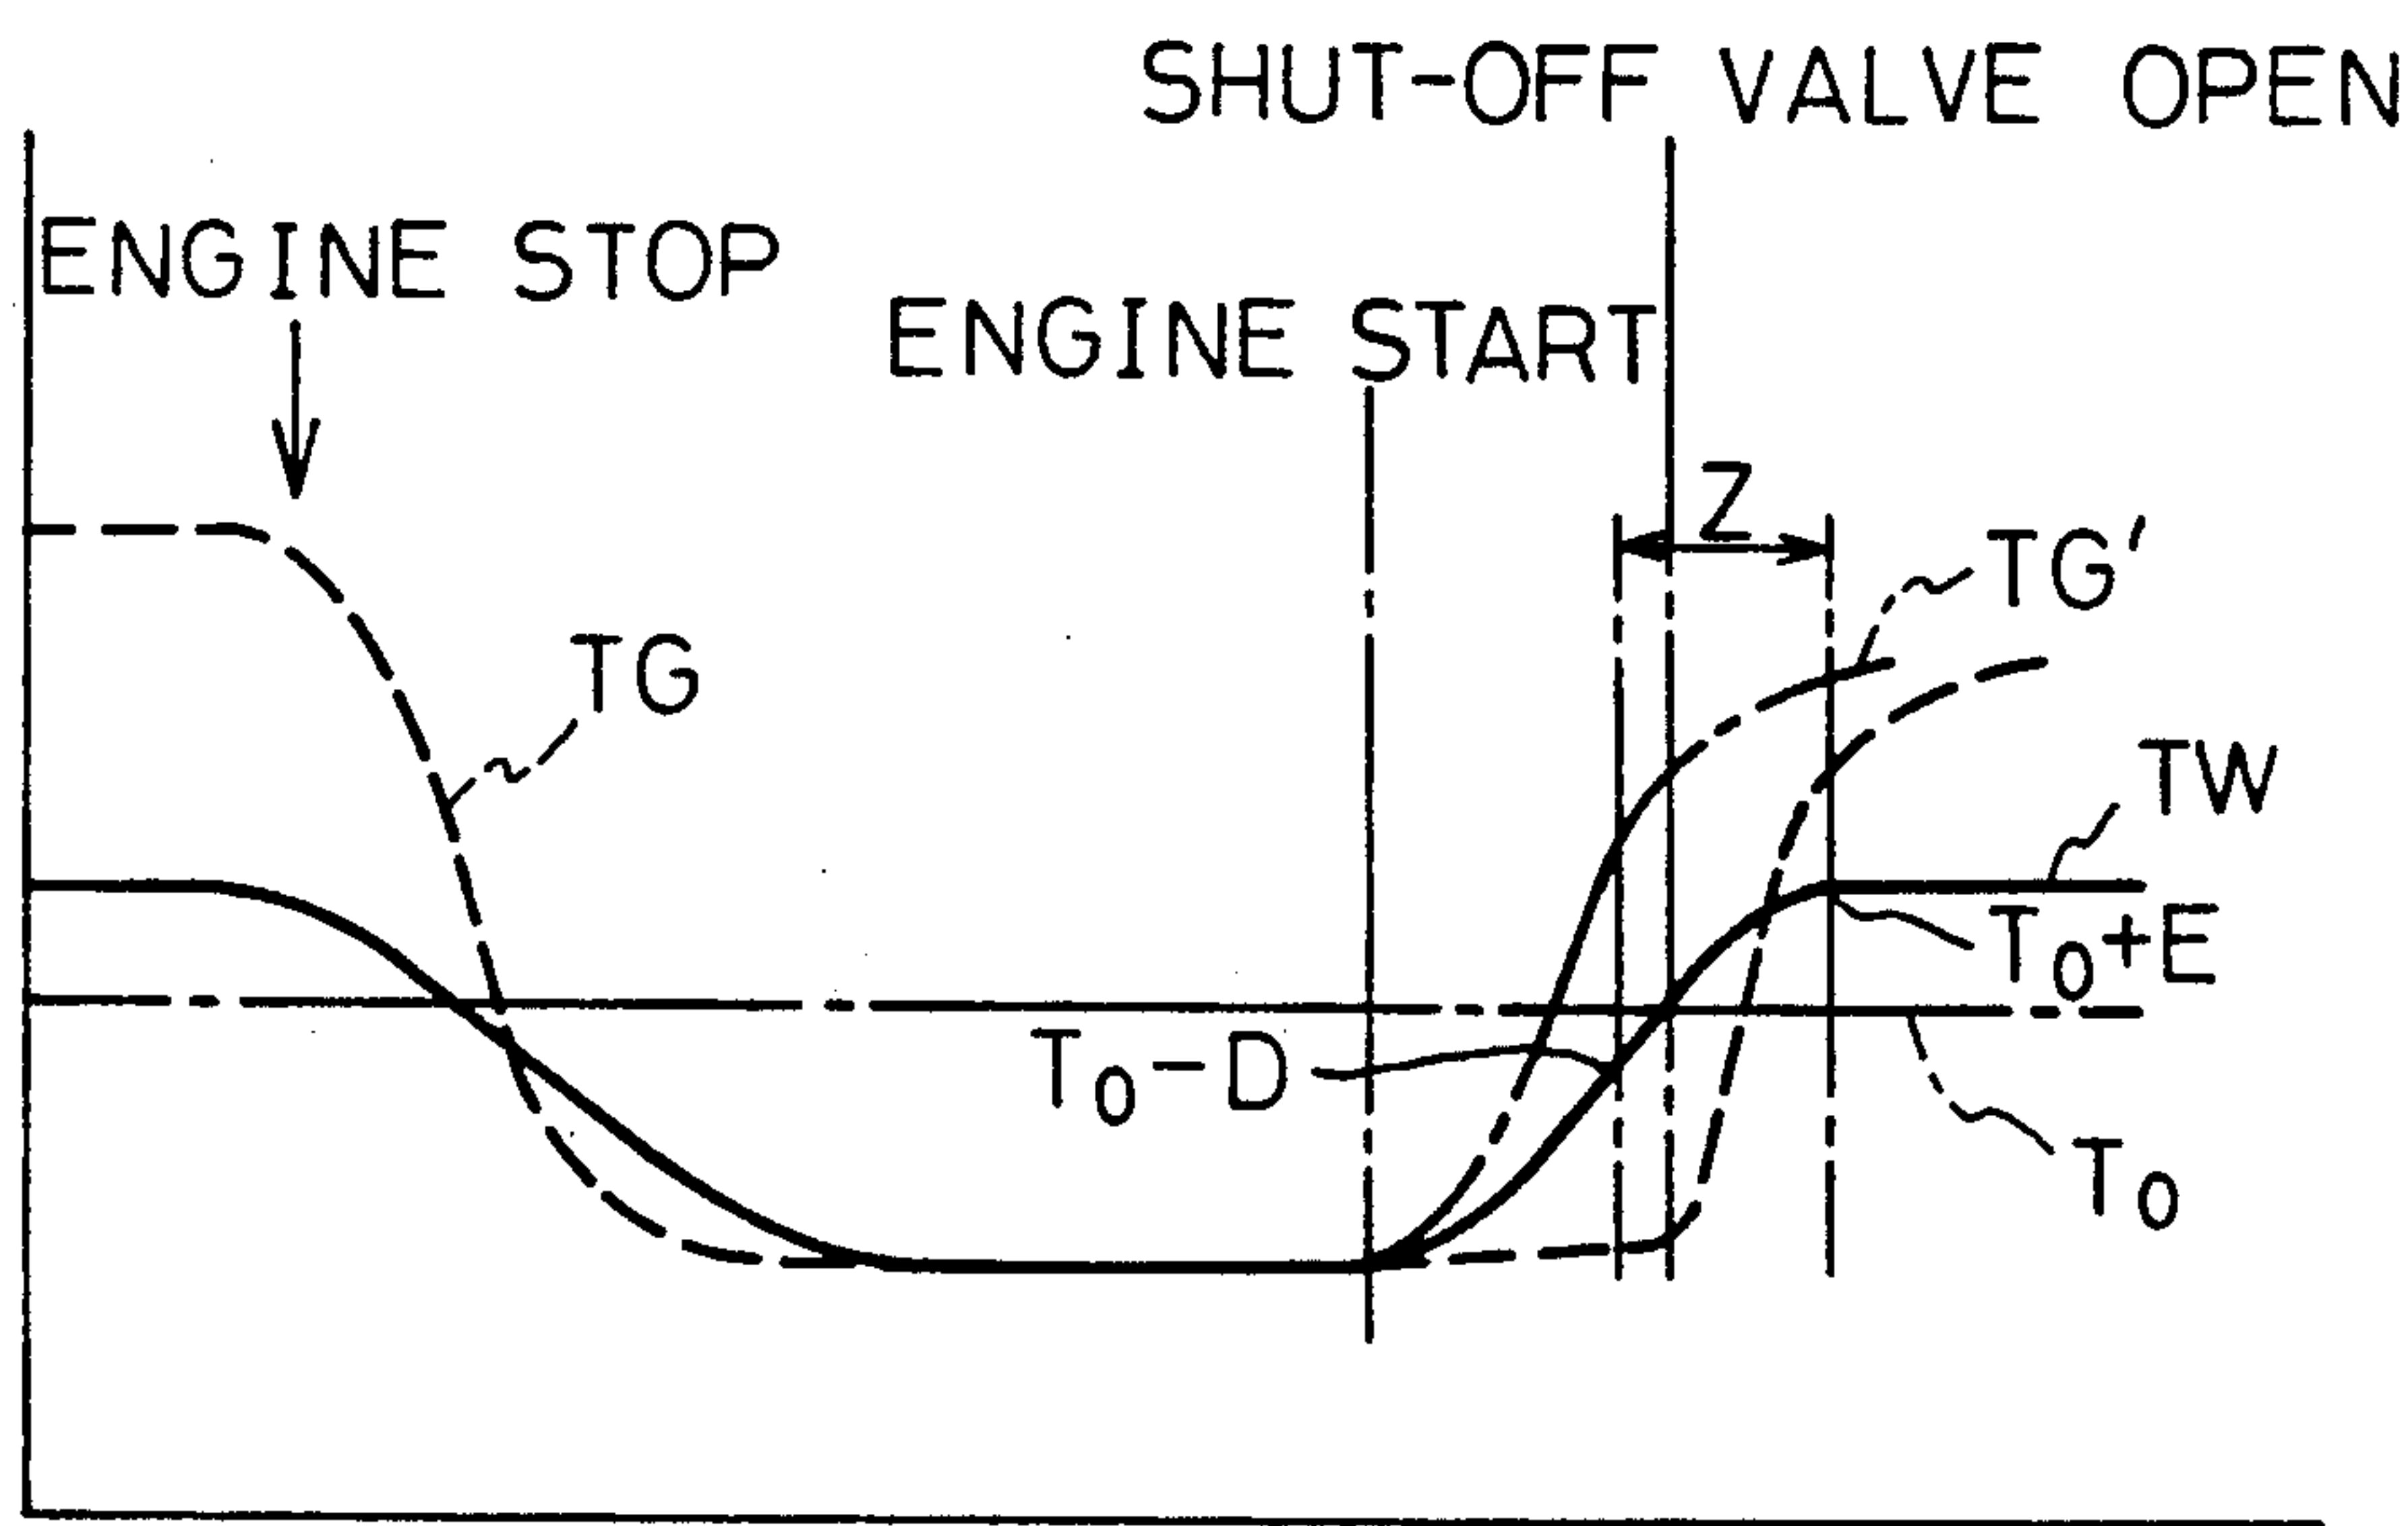 SHUT-OFF VALVE OPEN
ENGINE STOP
ENGINE START
Z
TG'
TG
TW
T₀+E
T₀-D
T₀